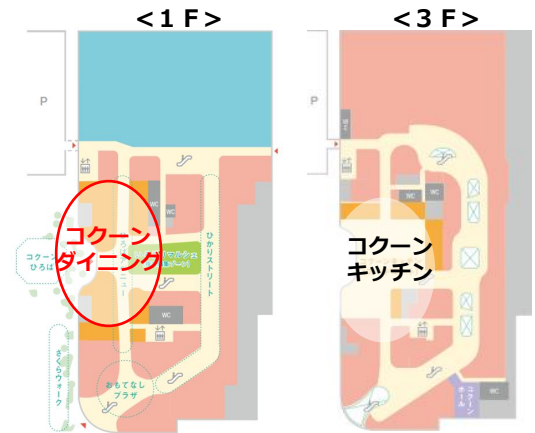 ＜１Ｆ＞
＜３Ｆ＞
P
P
WC
WC
WC
コクーン
ひろば
コクーン
ダイニング
ひかりストリート
さくらウォーク
おもてなし
プラザ
WC
WC
コクーン
キッチン
WC
コクーン
ホール